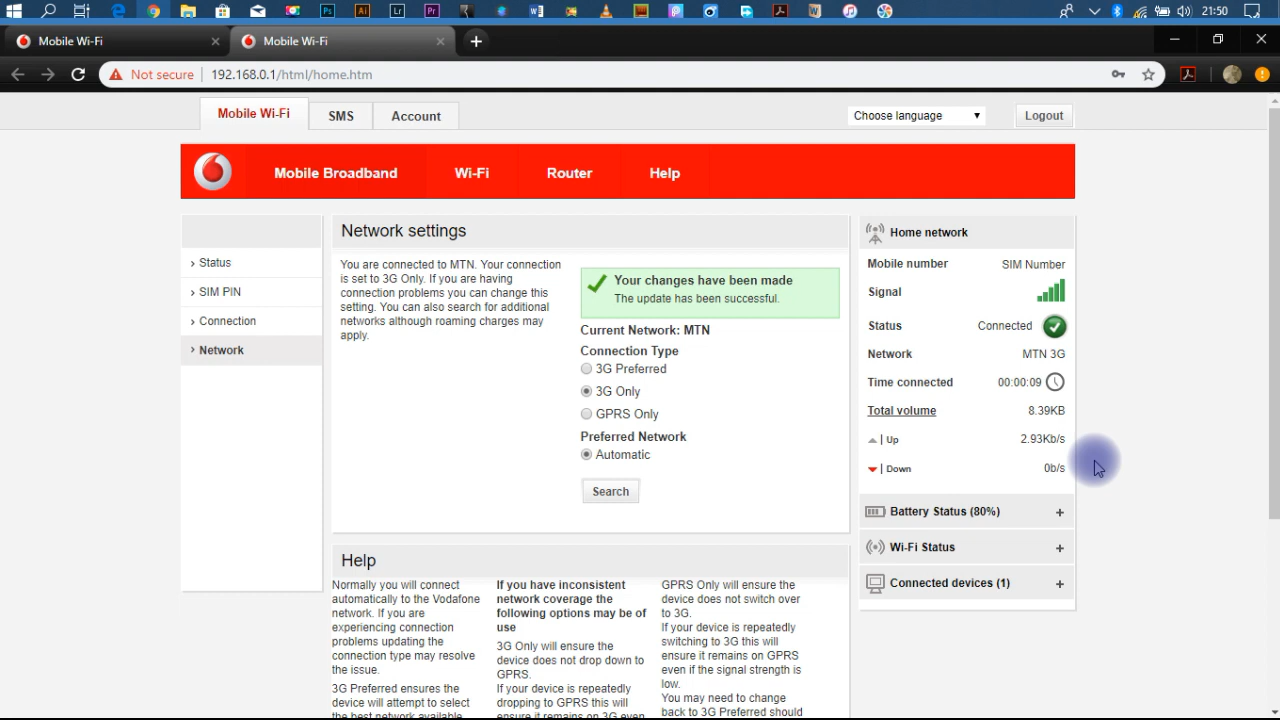 21:50
Mobile Wi-Fi
Mobile Wi-Fi
Not secure
192.168.0.1/html/home.htm
Mobile Wi-Fi
SMS
Account
Choose language
Logout
Mobile Broadband
Wi-Fi
Router
Help
› Status
› SIM PIN
› Connection
› Network
Network settings
You are connected to MTN. Your connection
is set to 3G Only. If you are having
connection problems you can change this
setting. You can also search for additional
networks although roaming charges may
apply.
Your changes have been made
The update has been successful.
Current Network: MTN
Connection Type
3G Preferred
3G Only
GPRS Only
Preferred Network
Automatic
Search
Help
Normally you will connect
automatically to the Vodafone
network. If you are
experiencing connection
problems updating the
connection type may resolve
the issue.
3G Preferred ensures the
device will attempt to select
the best network available
If you have inconsistent
network coverage the
following options may be of
use
3G Only will ensure the
device does not drop down to
GPRS.
If your device is repeatedly
dropping to GPRS this will
ensure it remains on 3G even
GPRS Only will ensure the
device does not switch over
to 3G.
If your device is repeatedly
switching to 3G this will
ensure it remains on GPRS
even if the signal strength is
low.
You may need to change
back to 3G Preferred should
Home network
Mobile number SIM Number
Signal
Status Connected
Network MTN 3G
Time connected 00:00:09
Total volume 8.39KB
| Up 2.93Kb/s
| Down 0b/s
Battery Status (80%) +
Wi-Fi Status +
Connected devices (1) +